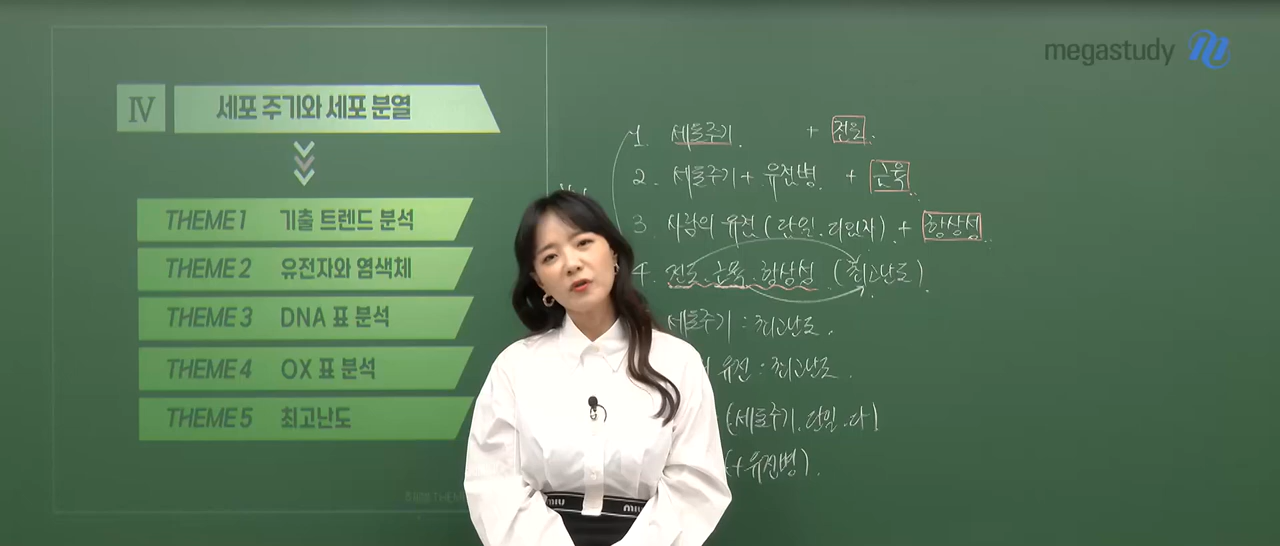 megastudy
IV 세포 주기와 세포 분열
THEME 1 기출 트렌드 분석
THEME 2 유전자와 염색체
THEME 3 DNA 표 분석
THEME 4 OX 표 분석
THEME 5 최고난도
1. 세포주기 + 전도.
2. 세포주기 + 유전병 + 근육.
3. 사람의 유전 (단일.다인자) + 항상성.
4. 전도.근육.항상성 (최고난도).
세포주기 : 최고난도.
유전 : 최고난도.
(세포주기.단일.다)
(+유전병).
miu
miu